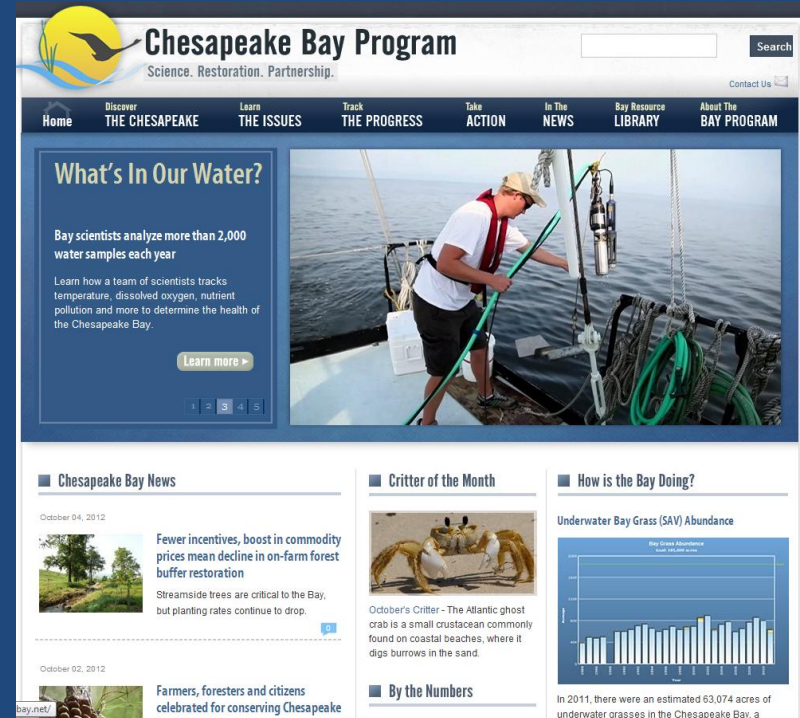 Chesapeake Bay Program
Science. Restoration. Partnership.
Search
Contact Us
Home
Discover
THE CHESAPEAKE
Learn
THE ISSUES
Track
THE PROGRESS
Take
ACTION
In The
NEWS
Bay Resource
LIBRARY
About The
BAY PROGRAM
What's In Our Water?
Bay scientists analyze more than 2,000
water samples each year
Learn how a team of scientists tracks
temperature, dissolved oxygen, nutrient
pollution and more to determine the health of
the Chesapeake Bay.
Learn more ▸
1 2 3 4 5
Chesapeake Bay News
October 04, 2012
Fewer incentives, boost in commodity
prices mean decline in on-farm forest
buffer restoration
Streamside trees are critical to the Bay,
but planting rates continue to drop.
0
October 02, 2012
Farmers, foresters and citizens
celebrated for conserving Chesapeake
bay.net/
Critter of the Month
October's Critter - The Atlantic ghost
crab is a small crustacean commonly
found on coastal beaches, where it
digs burrows in the sand.
By the Numbers
How is the Bay Doing?
Underwater Bay Grass (SAV) Abundance
Bay Grass Abundance
In 2011, there were an estimated 63,074 acres of
underwater grasses in the Chesapeake Bay, a